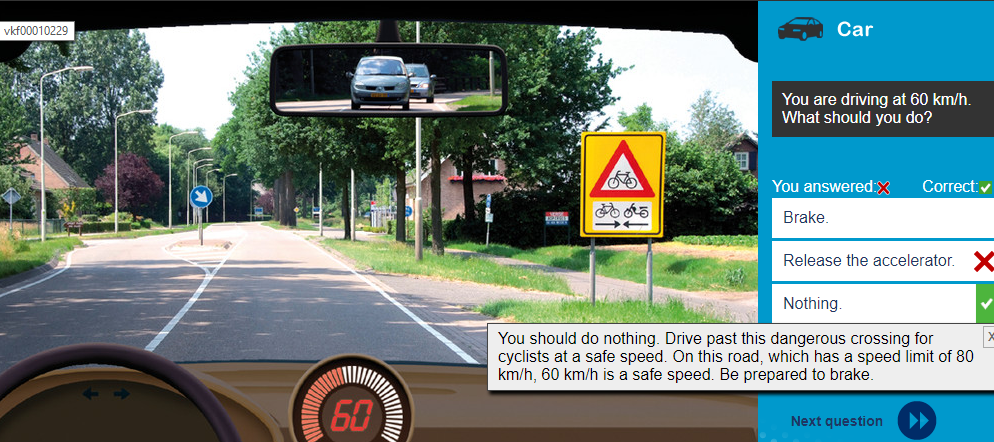 vkf00010229
Car
You are driving at 60 km/h.
What should you do?
You answered:
Correct:
Brake.
Release the accelerator.
Nothing.
X
You should do nothing. Drive past this dangerous crossing for
cyclists at a safe speed. On this road, which has a speed limit of 80
km/h, 60 km/h is a safe speed. Be prepared to brake.
60
Next question